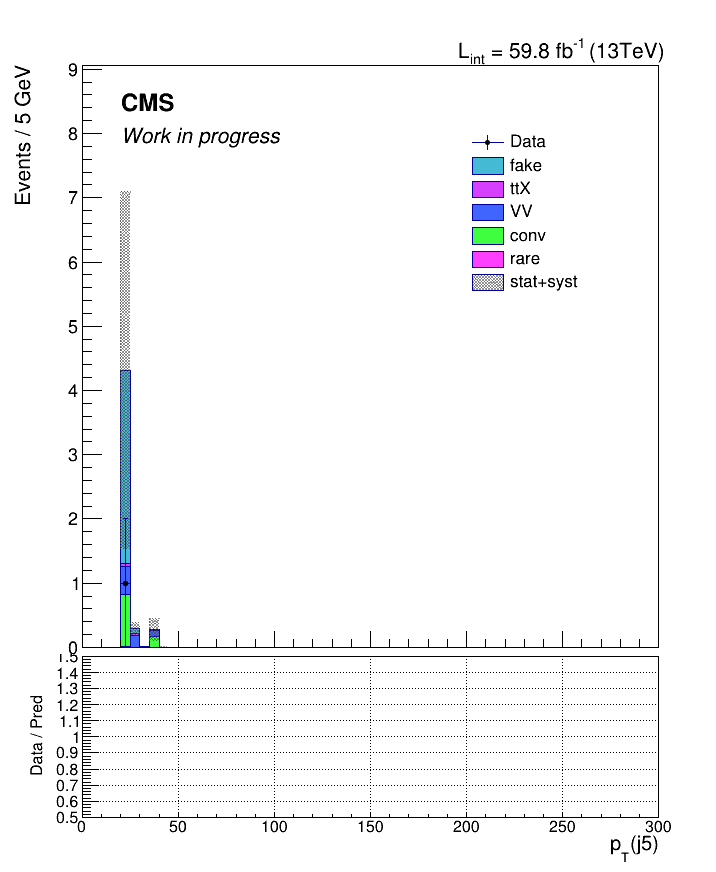 L_int = 59.8 fb^-1 (13TeV)
Events / 5 GeV
9
8
7
6
5
4
3
2
1
0
CMS
Work in progress
Data
fake
ttX
VV
conv
rare
stat+syst
Data / Pred
1.5
1.4
1.3
1.2
1.1
1
0.9
0.8
0.7
0.6
0.5
0 50 100 150 200 250 300
p_T(j5)